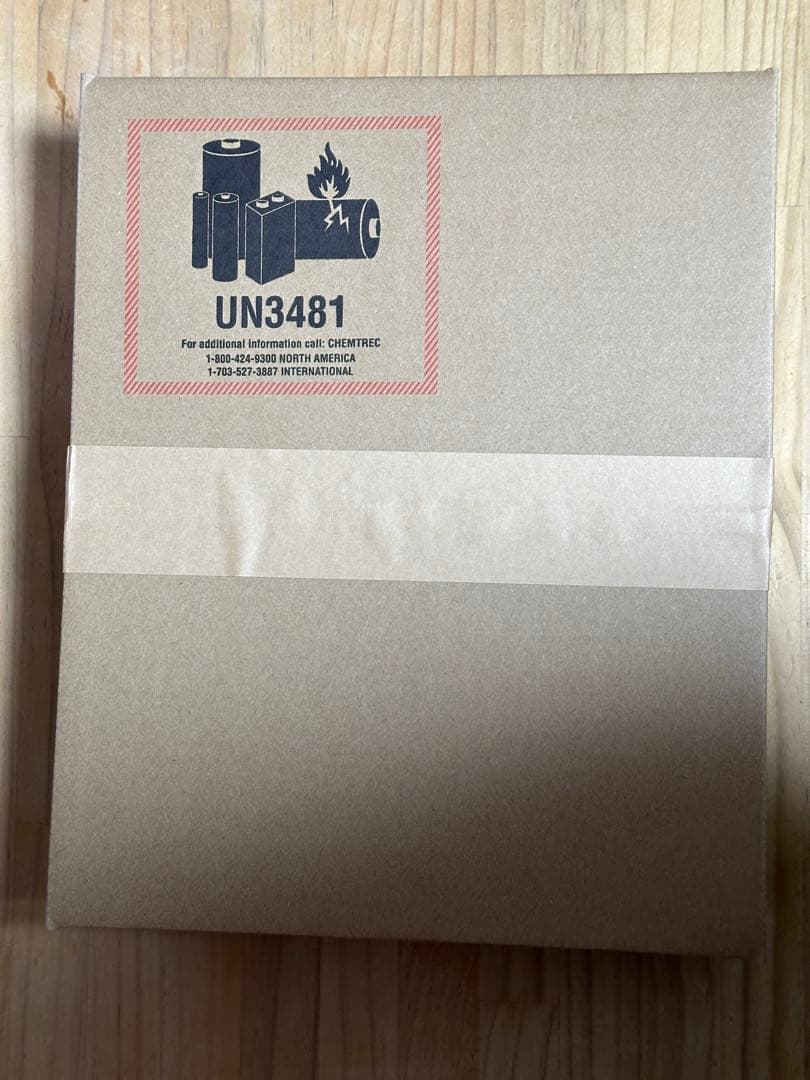 UN3481
For additional information call: CHEMTREC
1-800-424-9300 NORTH AMERICA
1-703-527-3887 INTERNATIONAL